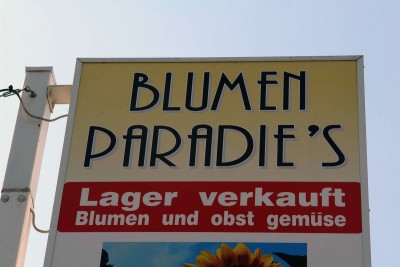 BLUMEN
PARADIE'S
Lager verkauft
Blumen und obst gemüse